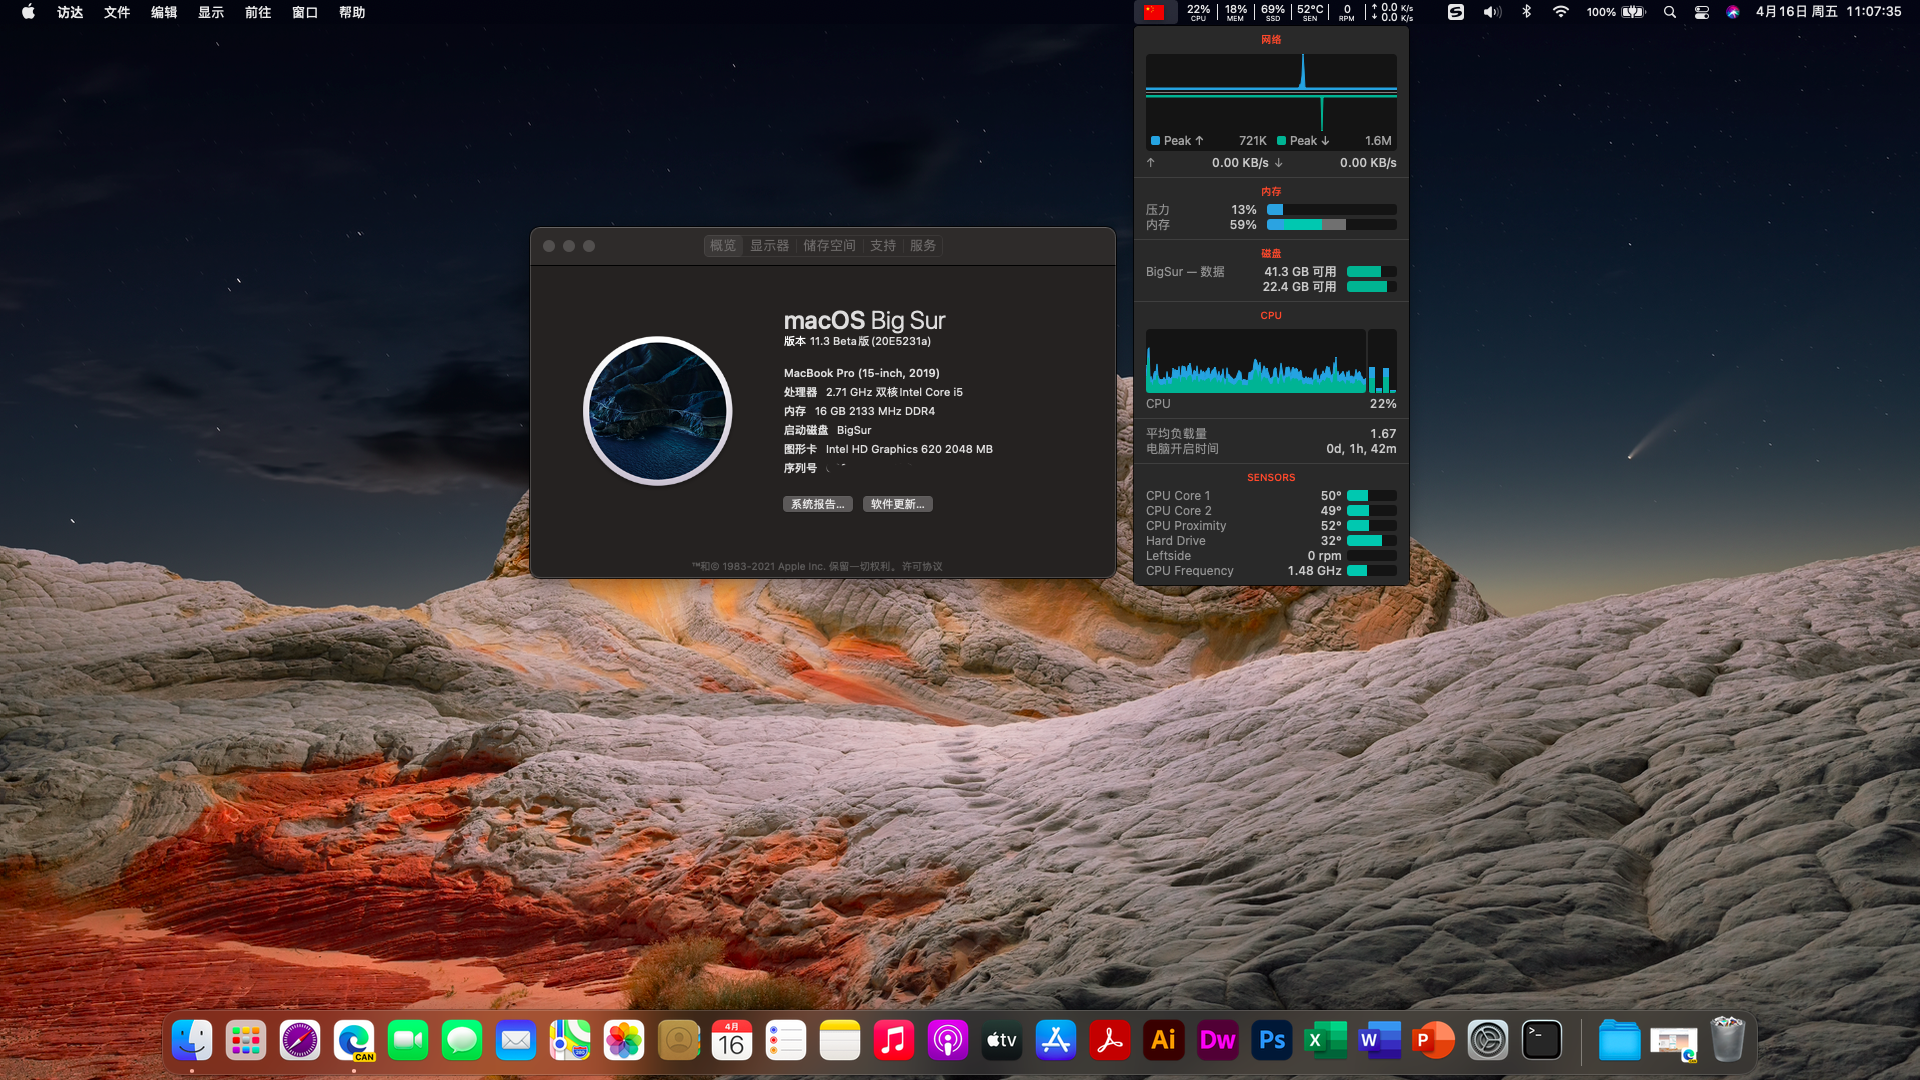 访达 文件 编辑 显示 前往 窗口 帮助
22% CPU 18% MEM 69% SSD 52°C SEN 0 RPM ↑ 0.0 K/s ↓ 0.0 K/s
100% 4月16日 周五 11:07:35
网络
Peak ↑ 721K Peak ↓ 1.6M
↑ 0.00 KB/s ↓ 0.00 KB/s
内存
压力 13%
内存 59%
磁盘
BigSur — 数据 41.3 GB 可用
22.4 GB 可用
CPU
CPU 22%
平均负载量 1.67
电脑开启时间 0d, 1h, 42m
SENSORS
CPU Core 1 50°
CPU Core 2 49°
CPU Proximity 52°
Hard Drive 32°
Leftside 0 rpm
CPU Frequency 1.48 GHz
概览 显示器 储存空间 支持 服务
macOS Big Sur
版本 11.3 Beta版 (20E5231a)
MacBook Pro (15-inch, 2019)
处理器 2.71 GHz 双核Intel Core i5
内存 16 GB 2133 MHz DDR4
启动磁盘 BigSur
图形卡 Intel HD Graphics 620 2048 MB
序列号
系统报告... 软件更新...
™和© 1983-2021 Apple Inc. 保留一切权利。许可协议
CAN
4月
16
tv
Ai
Dw
Ps
X
W
P
>_